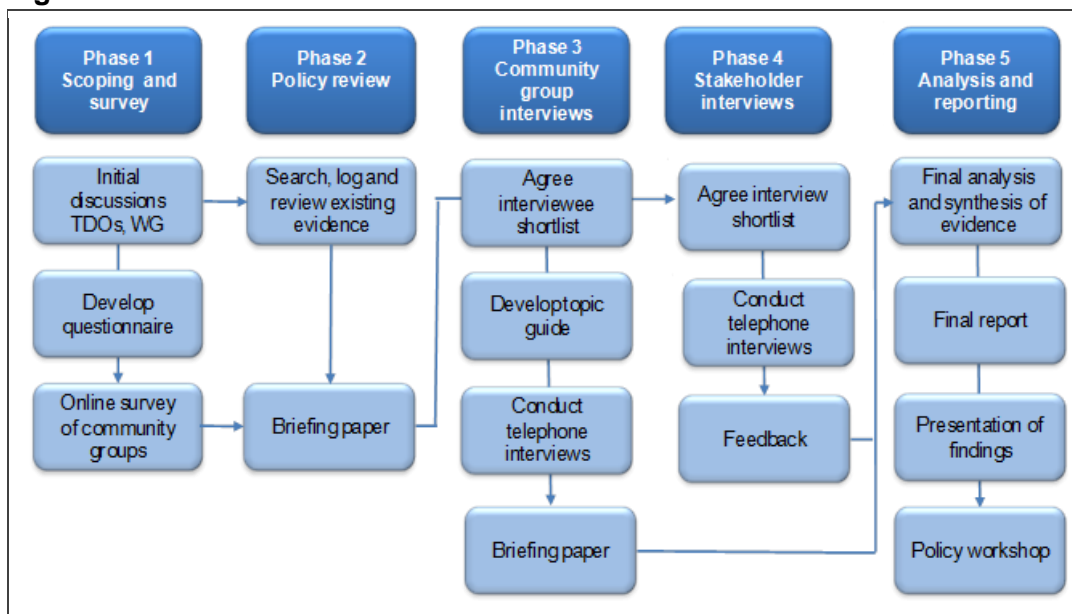 Phase 1
Scoping and
survey
Phase 2
Policy review
Phase 3
Community
group
interviews
Phase 4
Stakeholder
interviews
Phase 5
Analysis and
reporting
Initial
discussions
TDOs, WG
Develop
questionnaire
Online survey
of community
groups
Search, log and
review existing
evidence
Briefing paper
Agree
interviewee
shortlist
Develop topic
guide
Conduct
telephone
interviews
Briefing paper
Agree interview
shortlist
Conduct
telephone
interviews
Feedback
Final analysis
and synthesis of
evidence
Final report
Presentation of
findings
Policy workshop